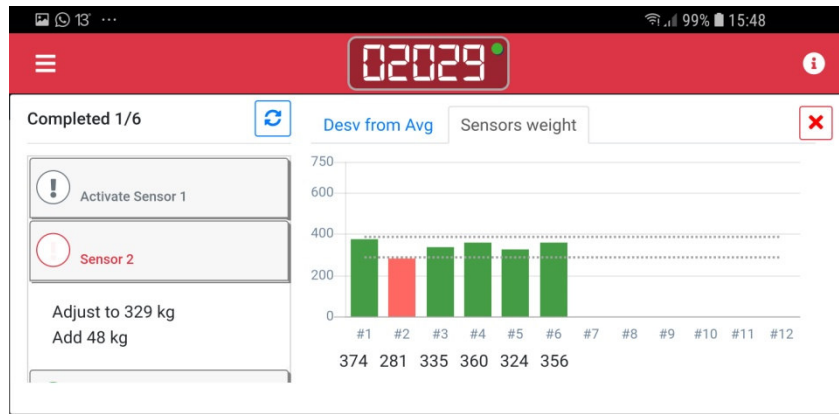 13° ... 99% 15:48
02029
Completed 1/6
Activate Sensor 1
Sensor 2
Adjust to 329 kg
Add 48 kg
Desv from Avg Sensors weight
750
600
400
200
0
#1 #2 #3 #4 #5 #6 #7 #8 #9 #10 #11 #12
374 281 335 360 324 356